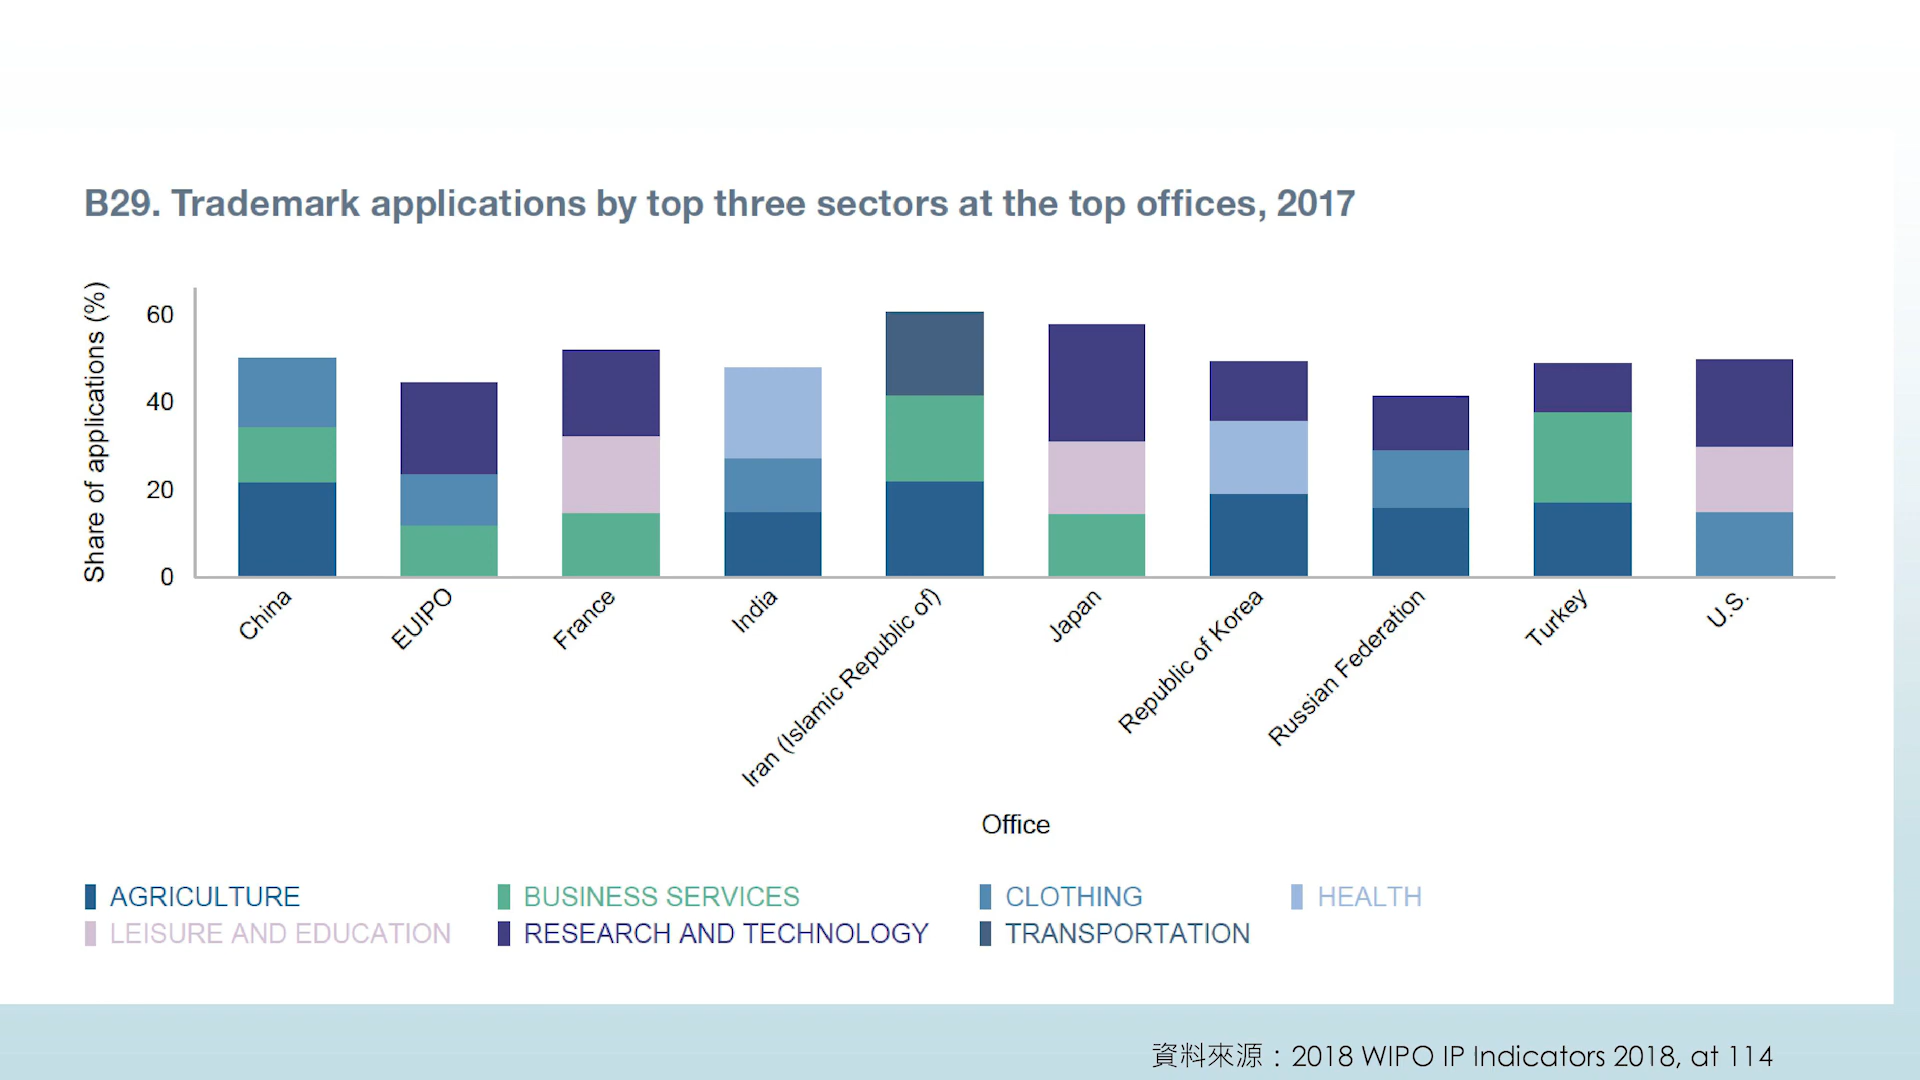 B29. Trademark applications by top three sectors at the top offices, 2017
Share of applications (%)
60
40
20
0
China
EUIPO
France
India
Iran (Islamic Republic of)
Japan
Republic of Korea
Russian Federation
Turkey
U.S.
Office
AGRICULTURE
BUSINESS SERVICES
CLOTHING
HEALTH
LEISURE AND EDUCATION
RESEARCH AND TECHNOLOGY
TRANSPORTATION
資料來源：2018 WIPO IP Indicators 2018, at 114